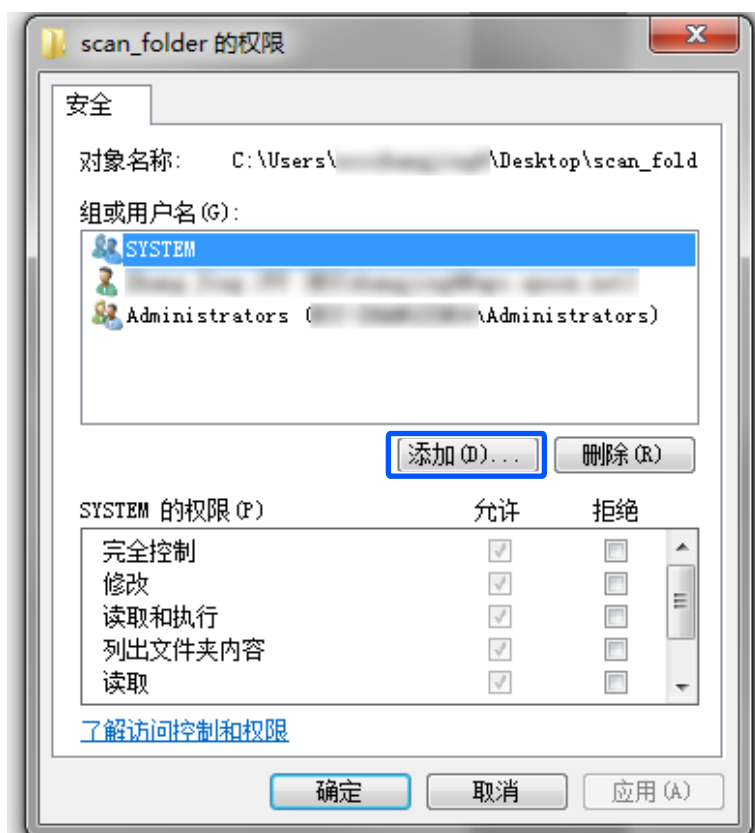 scan_folder 的权限
安全
对象名称: C:\Users\ \Desktop\scan_fold
组或用户名(G):
SYSTEM
Administrators ( \Administrators)
添加(D)... 删除(R)
SYSTEM 的权限(P) 允许 拒绝
完全控制
修改
读取和执行
列出文件夹内容
读取
了解访问控制和权限
确定 取消 应用(A)